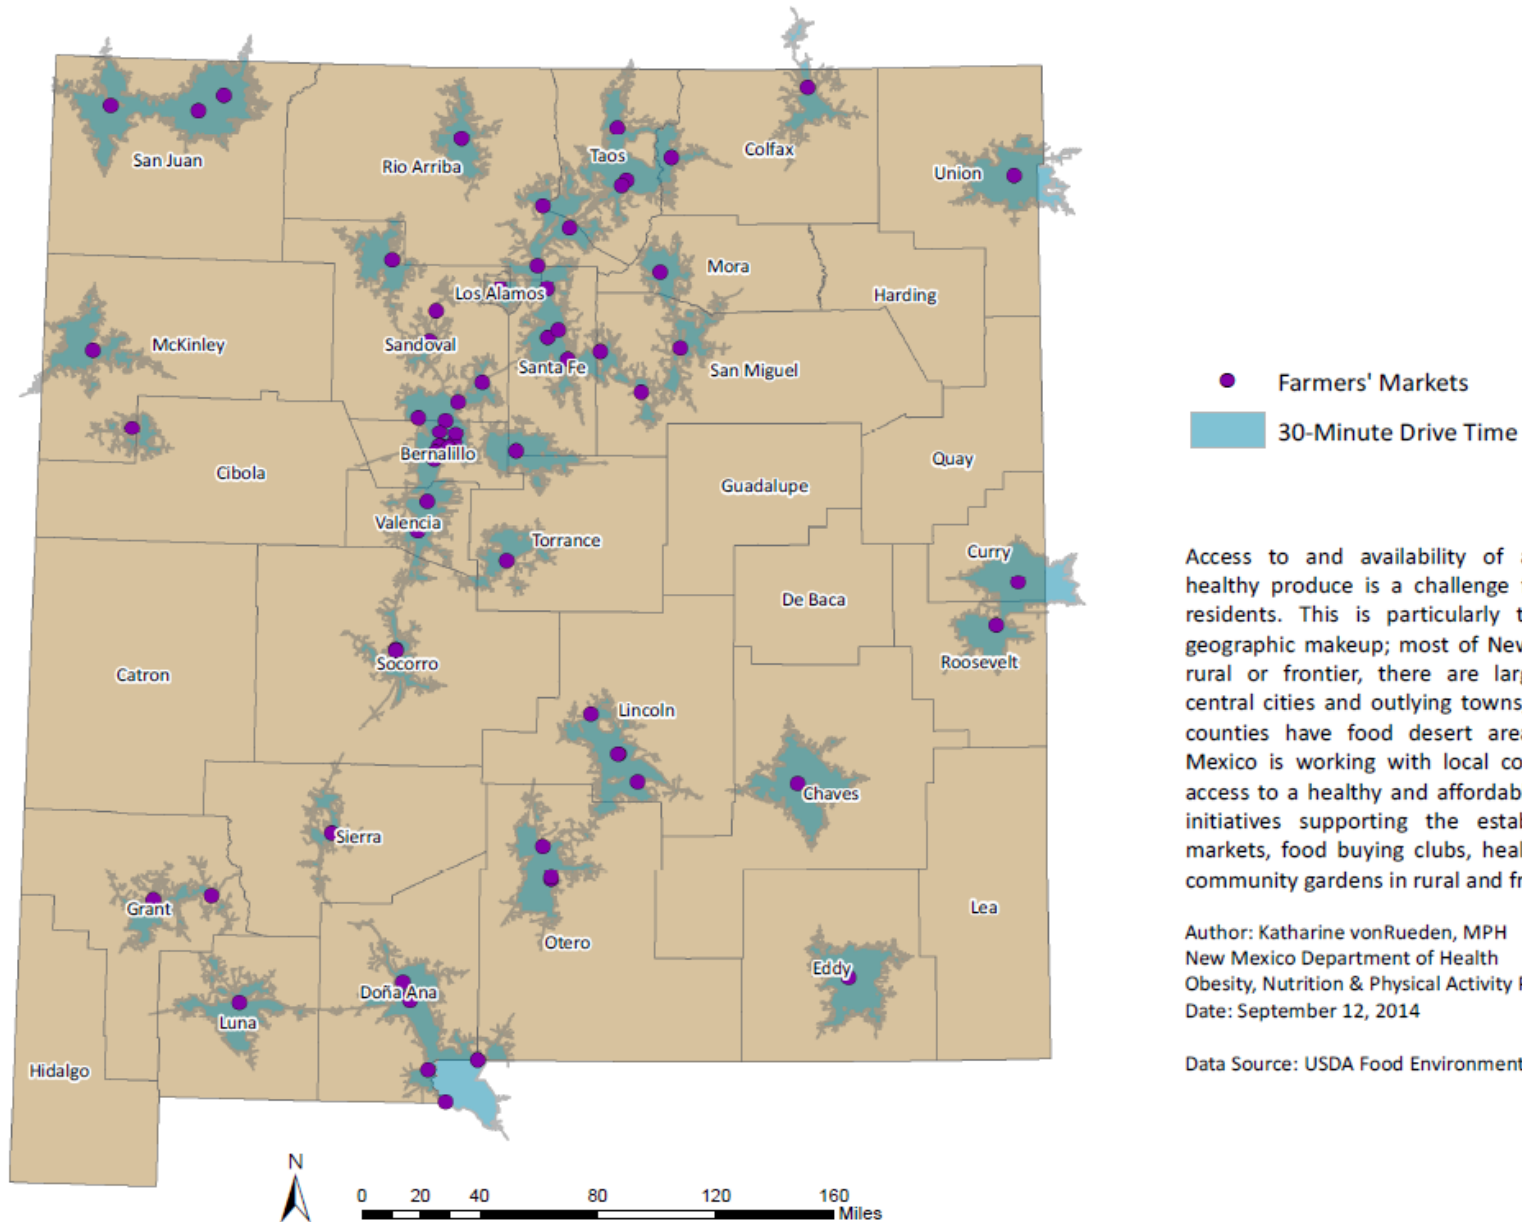 San Juan
Rio Arriba
Taos
Colfax
Union
Mora
Harding
Los Alamos
McKinley
Sandoval
Santa Fe
San Miguel
Bernalillo
Cibola
Quay
Guadalupe
Valencia
Torrance
Curry
De Baca
Catron
Socorro
Roosevelt
Lincoln
Chaves
Sierra
Grant
Otero
Lea
Eddy
Doña Ana
Luna
Hidalgo
N
0 20 40 80 120 160
Miles
Farmers' Markets
30-Minute Drive Time
Access to and availability of
healthy produce is a challenge
residents. This is particularly
geographic makeup; most of New
rural or frontier, there are
central cities and outlying towns
counties have food desert
Mexico is working with local
access to a healthy and
initiatives supporting the
markets, food buying clubs,
community gardens in rural and
Author: Katharine vonRueden, MPH
New Mexico Department of Health
Obesity, Nutrition & Physical Activity
Date: September 12, 2014
Data Source: USDA Food Environment